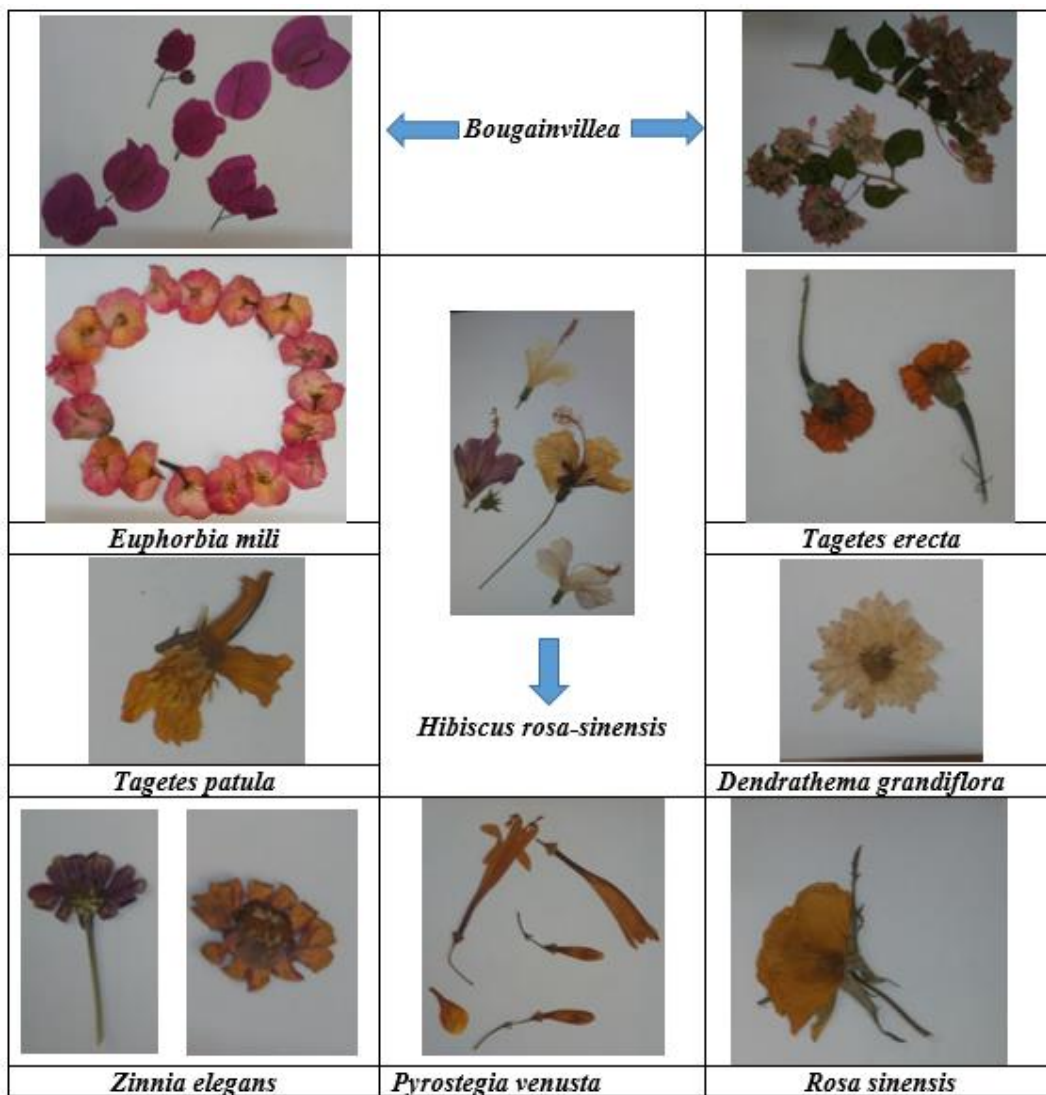 Bougainvillea
Euphorbia mili
Tagetes erecta
Hibiscus rosa-sinensis
Tagetes patula
Dendrathema grandiflora
Zinnia elegans
Pyrostegia venusta
Rosa sinensis